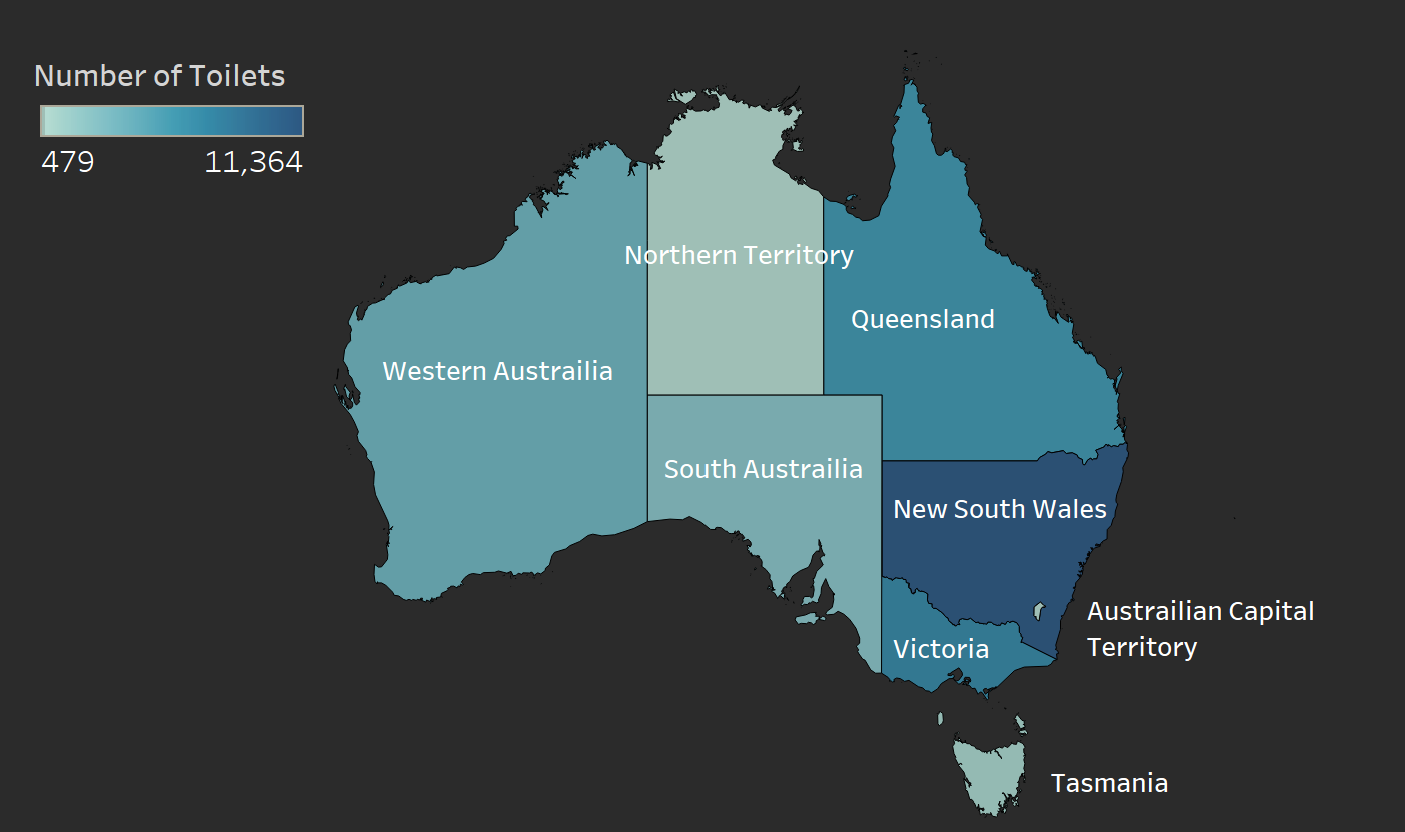 Number of Toilets
479 11,364
Northern Territory
Queensland
Western Austrailia
South Austrailia
New South Wales
Austrailian Capital
Territory
Victoria
Tasmania